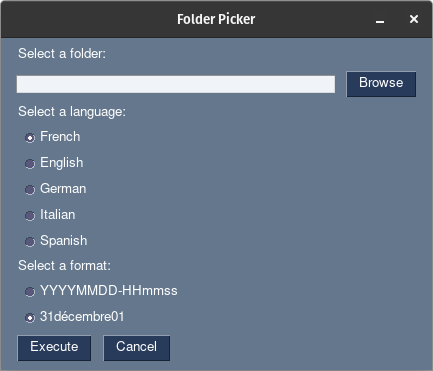 Folder Picker
Select a folder:
Browse
Select a language:
French
English
German
Italian
Spanish
Select a format:
YYYYMMDD-HHmmss
31décembre01
Execute Cancel